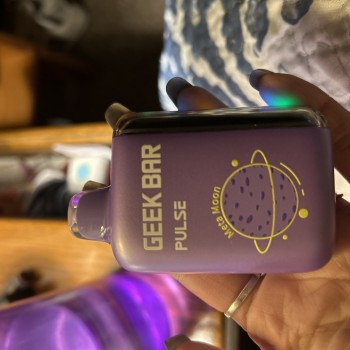 GEEK BAR
PULSE
Meta Moon